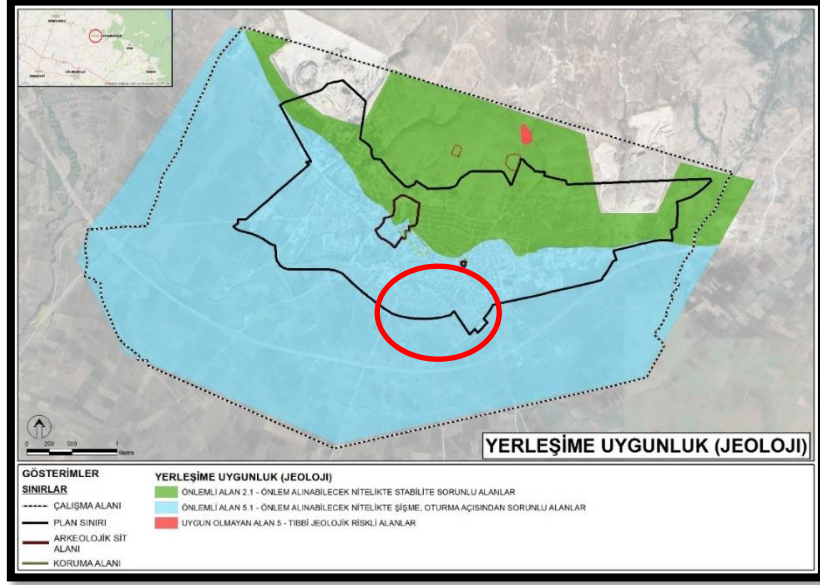 YERLEŞİME UYGUNLUK (JEOLOJI)
0 250 500 1
Metre
GÖSTERİMLER
SINIRLAR
ÇALIŞMA ALANI
PLAN SINIRI
ARKEOLOJİK SİT
ALANI
KORUMA ALANI
YERLEŞİME UYGUNLUK (JEOLOJI)
ÖNLEMLİ ALAN 2.1 - ÖNLEM ALINABİLECEK NİTELİKTE STABİLİTE SORUNLU ALANLAR
ÖNLEMLİ ALAN 5.1 - ÖNLEM ALINABİLECEK NİTELİKTE ŞİŞME, OTURMA AÇISINDAN SORUNLU ALANLAR
UYGUN OLMAYAN ALAN 5 - TIBBİ JEOLOJİK RİSKLİ ALANLAR